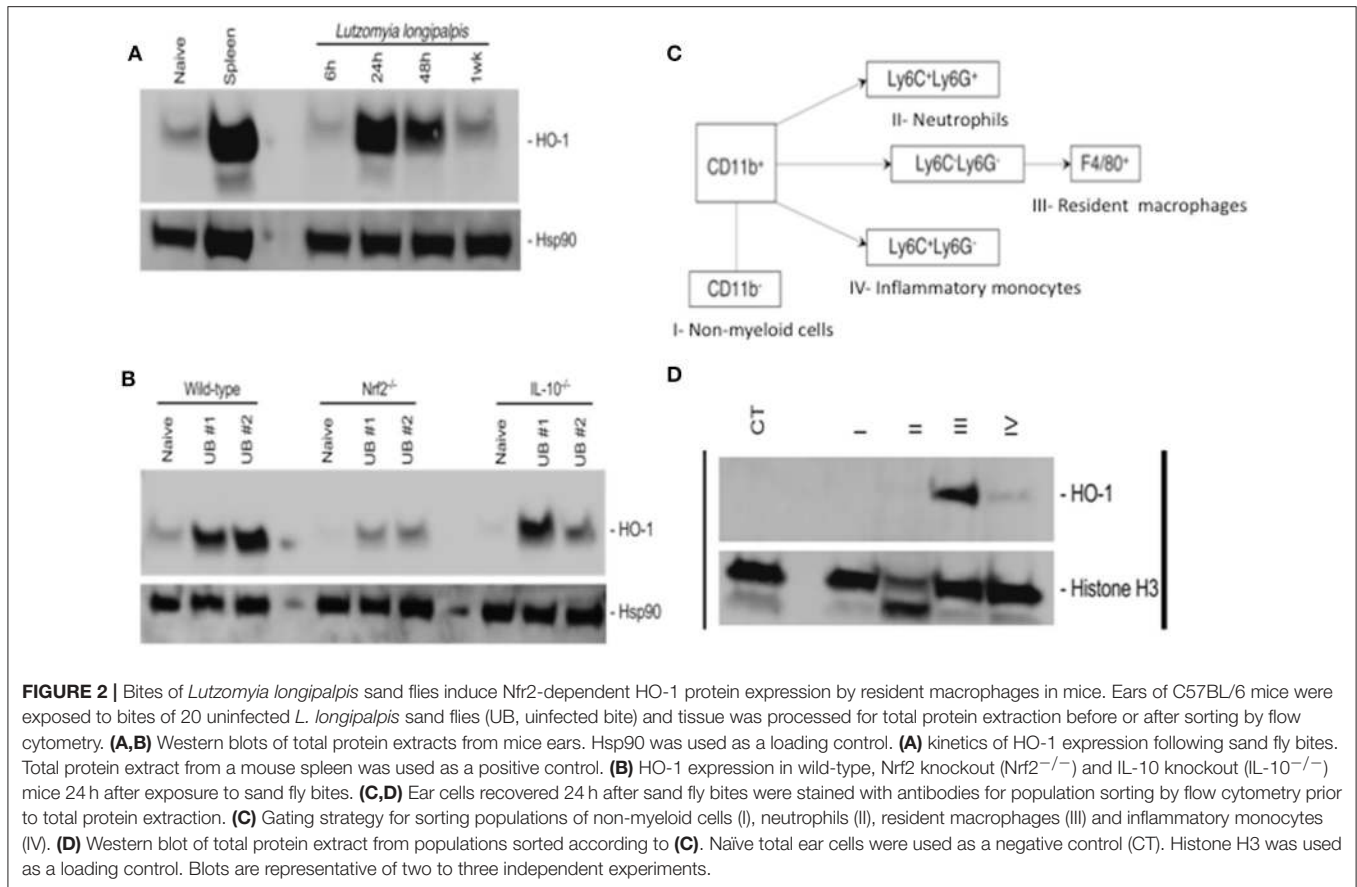 A
Naive
Spleen
Lutzomyia longipalpis
6h
24h
48h
1wk
- HO-1
- Hsp90
C
CD11b⁺
Ly6C⁺Ly6G⁺
II- Neutrophils
Ly6C⁻Ly6G⁻
F4/80⁺
III- Resident macrophages
Ly6C⁺Ly6G⁻
IV- Inflammatory monocytes
CD11b⁻
I- Non-myeloid cells
B
Wild-type
Nrf2⁻/⁻
IL-10⁻/⁻
Naive
UB #1
UB #2
Naive
UB #1
UB #2
Naive
UB #1
UB #2
- HO-1
- Hsp90
D
CT
I
II
III
IV
- HO-1
- Histone H3
FIGURE 2 | Bites of Lutzomyia longipalpis sand flies induce Nfr2-dependent HO-1 protein expression by resident macrophages in mice. Ears of C57BL/6 mice were
exposed to bites of 20 uninfected L. longipalpis sand flies (UB, uinfected bite) and tissue was processed for total protein extraction before or after sorting by flow
cytometry. (A,B) Western blots of total protein extracts from mice ears. Hsp90 was used as a loading control. (A) kinetics of HO-1 expression following sand fly bites.
Total protein extract from a mouse spleen was used as a positive control. (B) HO-1 expression in wild-type, Nrf2 knockout (Nrf2−/−) and IL-10 knockout (IL-10−/−)
mice 24 h after exposure to sand fly bites. (C,D) Ear cells recovered 24 h after sand fly bites were stained with antibodies for population sorting by flow cytometry prior
to total protein extraction. (C) Gating strategy for sorting populations of non-myeloid cells (I), neutrophils (II), resident macrophages (III) and inflammatory monocytes
(IV). (D) Western blot of total protein extract from populations sorted according to (C). Naïve total ear cells were used as a negative control (CT). Histone H3 was used
as a loading control. Blots are representative of two to three independent experiments.